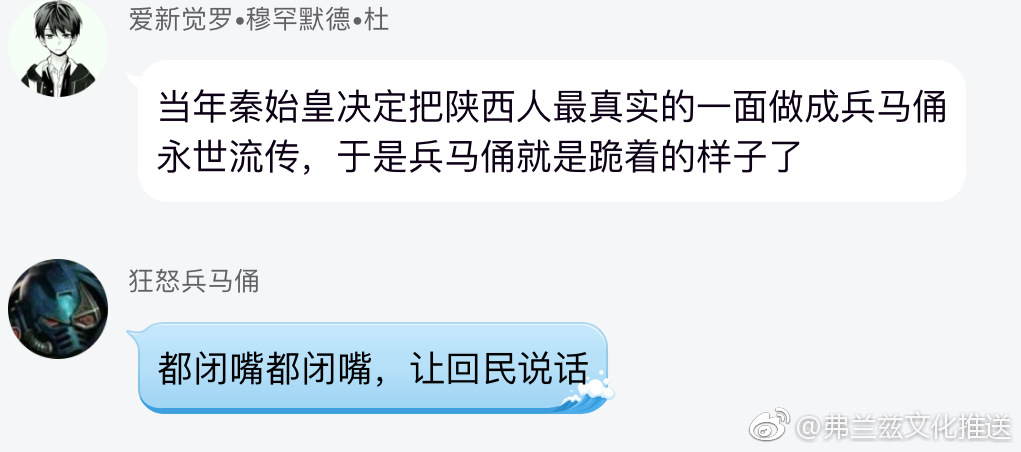 爱新觉罗•穆罕默德•杜
当年秦始皇决定把陕西人最真实的一面做成兵马俑
永世流传，于是兵马俑就是跪着的样子了
狂怒兵马俑
都闭嘴都闭嘴，让回民说话
@弗兰兹文化推送